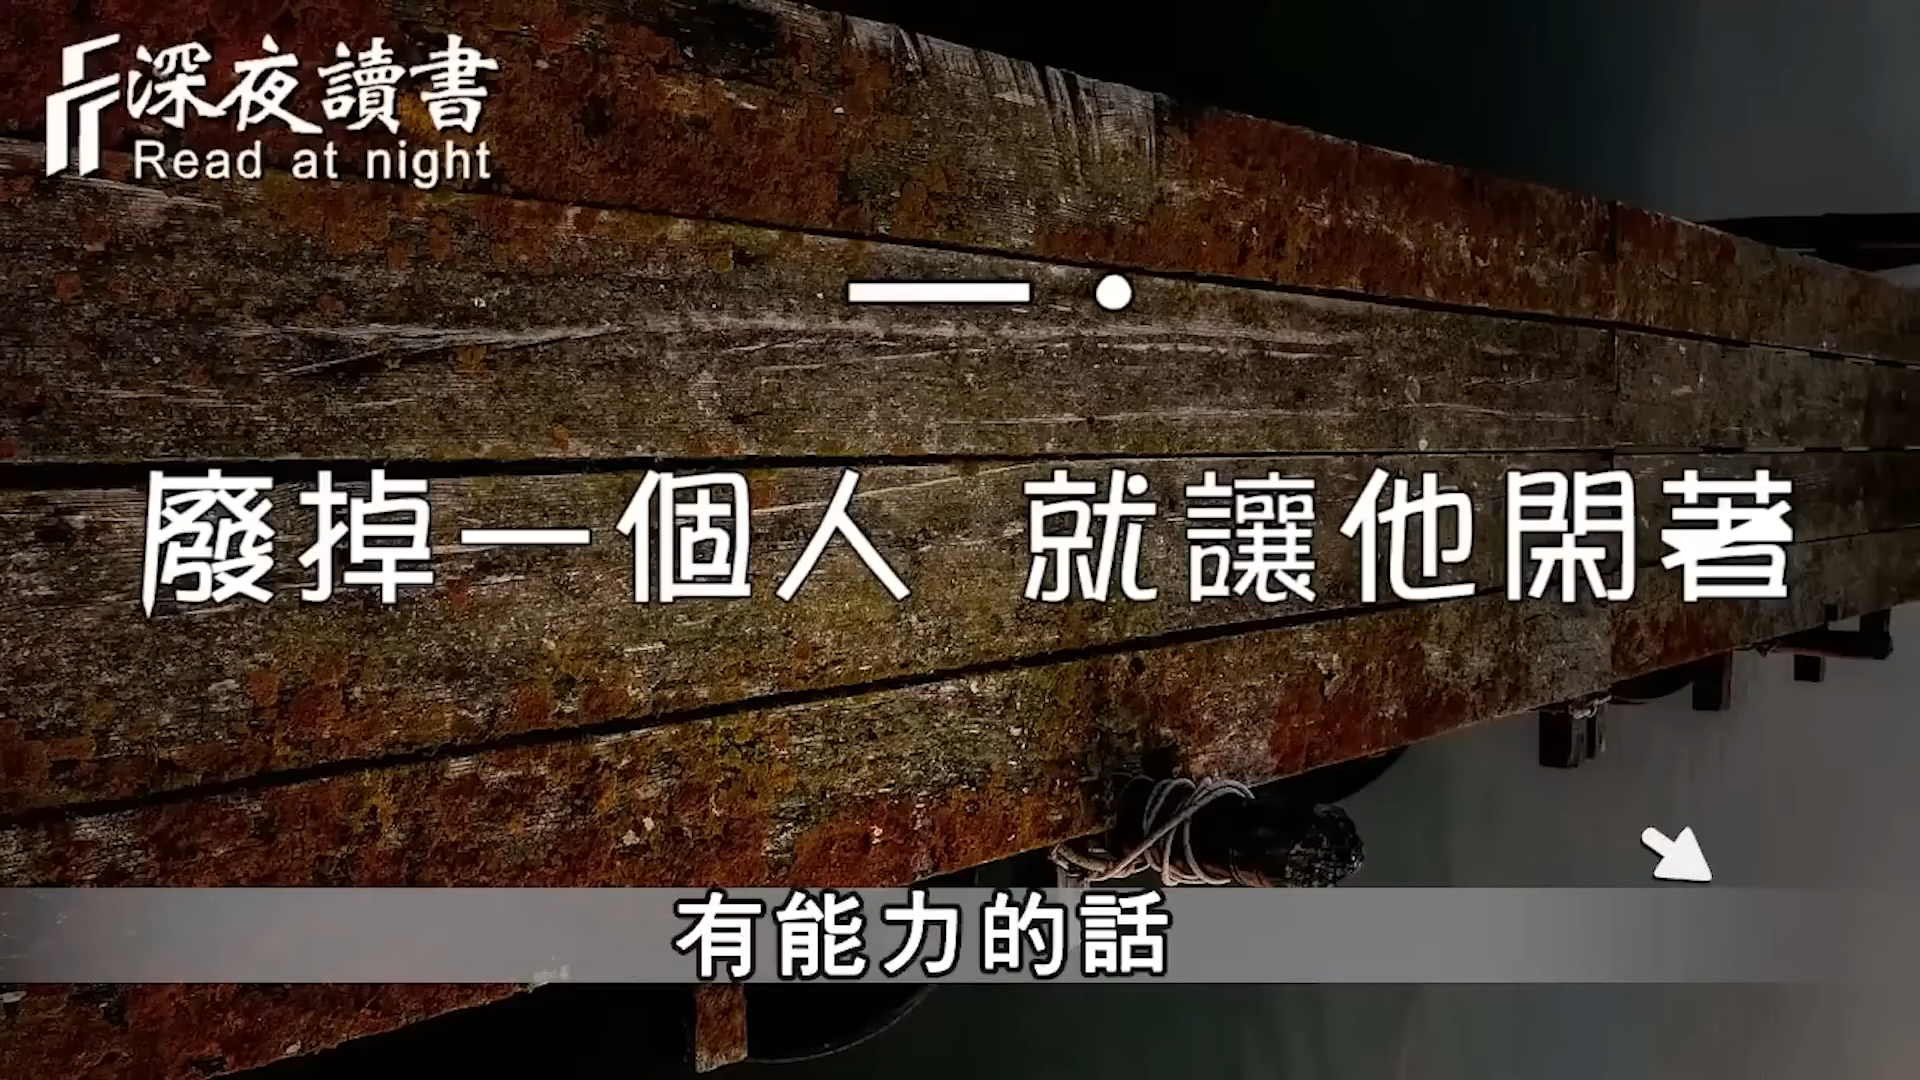 深夜讀書
Read at night
一.
廢掉一個人 就讓他閑著
有能力的話